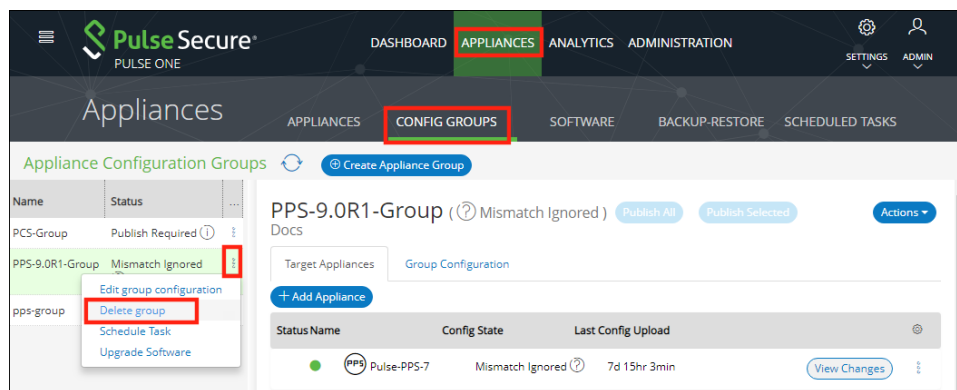 Pulse Secure®
PULSE ONE
DASHBOARD APPLIANCES ANALYTICS ADMINISTRATION
SETTINGS ADMIN
Appliances
APPLIANCES CONFIG GROUPS SOFTWARE BACKUP-RESTORE SCHEDULED TASKS
Appliance Configuration Groups
Create Appliance Group
Name Status ...
PCS-Group Publish Required
PPS-9.0R1-Group Mismatch Ignored
pps-group
Edit group configuration
Delete group
Schedule Task
Upgrade Software
PPS-9.0R1-Group ( ? Mismatch Ignored ) Publish All Publish Selected Actions
Docs
Target Appliances Group Configuration
+ Add Appliance
Status Name Config State Last Config Upload
PPS Pulse-PPS-7 Mismatch Ignored ? 7d 15hr 3min View Changes